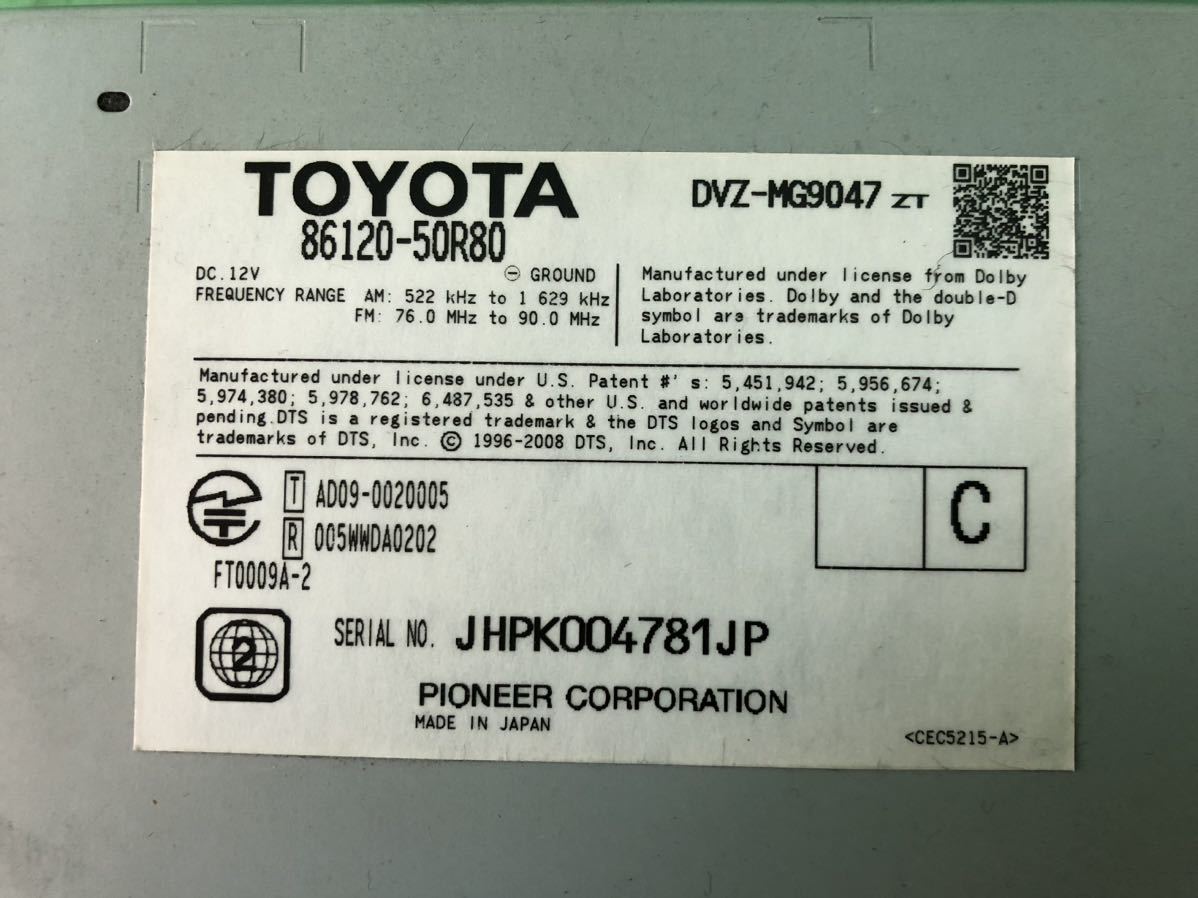 TOYOTA
86120-50R80
DVZ-MG9047 ZT
DC.12V ⊖ GROUND
FREQUENCY RANGE AM: 522 kHz to 1 629 kHz
FM: 76.0 MHz to 90.0 MHz
Manufactured under license from Dolby
Laboratories. Dolby and the double-D
symbol are trademarks of Dolby
Laboratories.
Manufactured under license under U.S. Patent #' s: 5,451,942; 5,956,674;
5,974,380; 5,978,762; 6,487,535 & other U.S. and worldwide patents issued &
pending.DTS is a registered trademark & the DTS logos and Symbol are
trademarks of DTS, Inc. © 1996-2008 DTS, Inc. All Rights Reserved.
T AD09-0020005
R 005WWDA0202
FT0009A-2
C
2
SERIAL NO. JHPK004781JP
PIONEER CORPORATION
MADE IN JAPAN
<CEC5215-A>